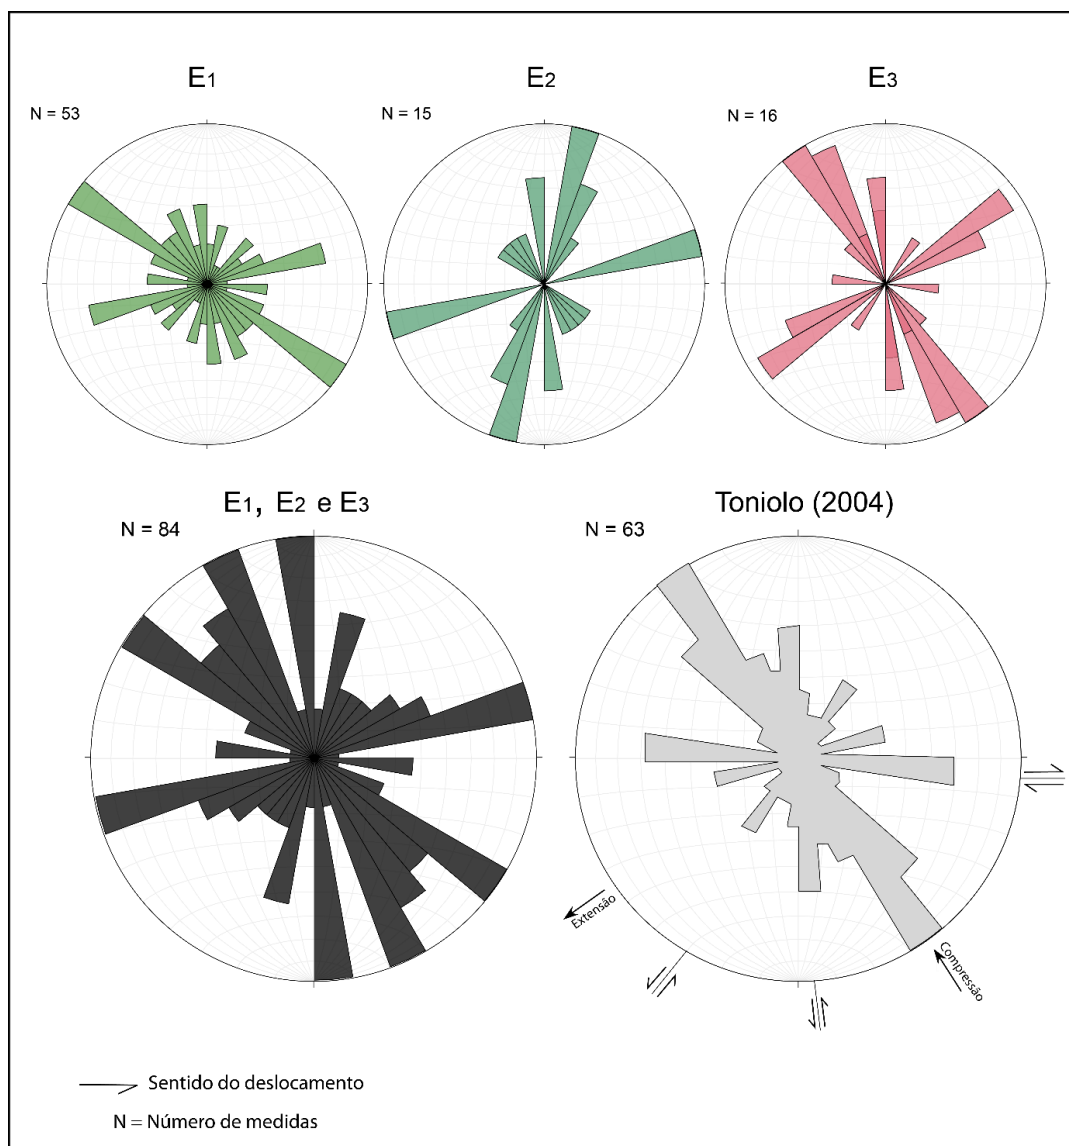 E1
N = 53
E2
N = 15
E3
N = 16
E1, E2 e E3
N = 84
Toniolo (2004)
N = 63
Extensão
Compressão
Sentido do deslocamento
N = Número de medidas